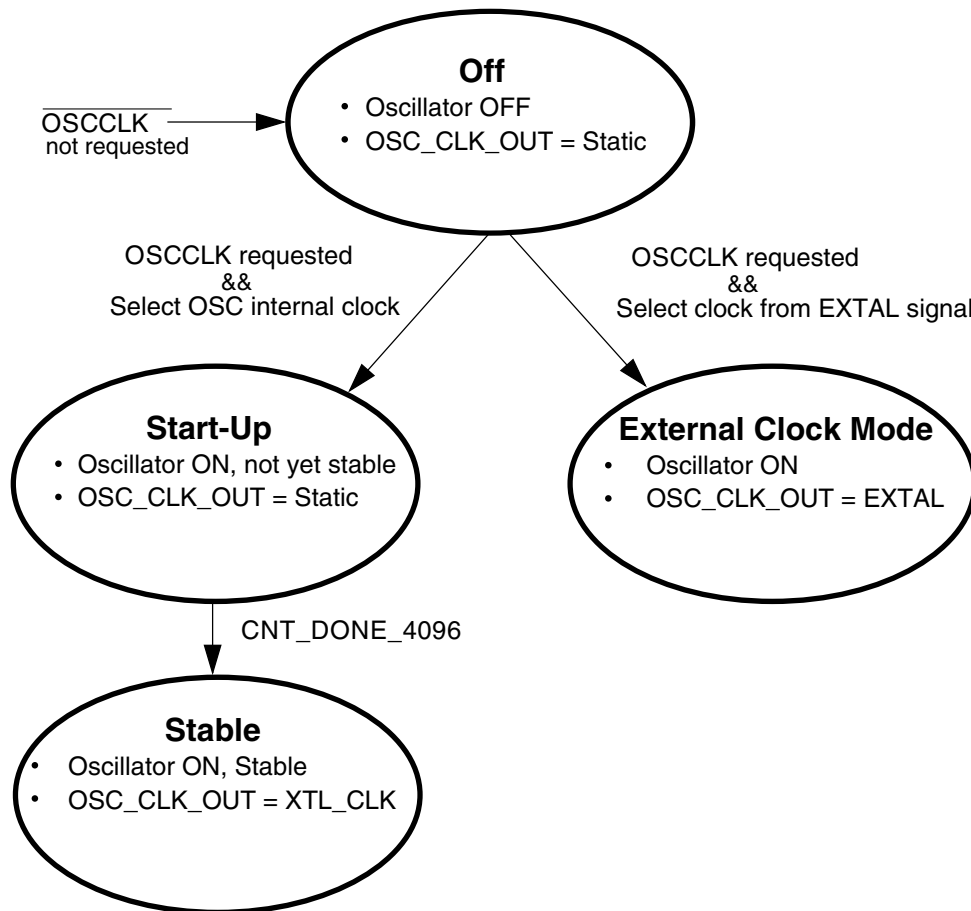 Off
• Oscillator OFF
• OSC_CLK_OUT = Static
OSCCLK
not requested
OSCCLK requested
&&
Select OSC internal clock
OSCCLK requested
&&
Select clock from EXTAL signal
Start-Up
• Oscillator ON, not yet stable
• OSC_CLK_OUT = Static
External Clock Mode
• Oscillator ON
• OSC_CLK_OUT = EXTAL
CNT_DONE_4096
Stable
• Oscillator ON, Stable
• OSC_CLK_OUT = XTL_CLK